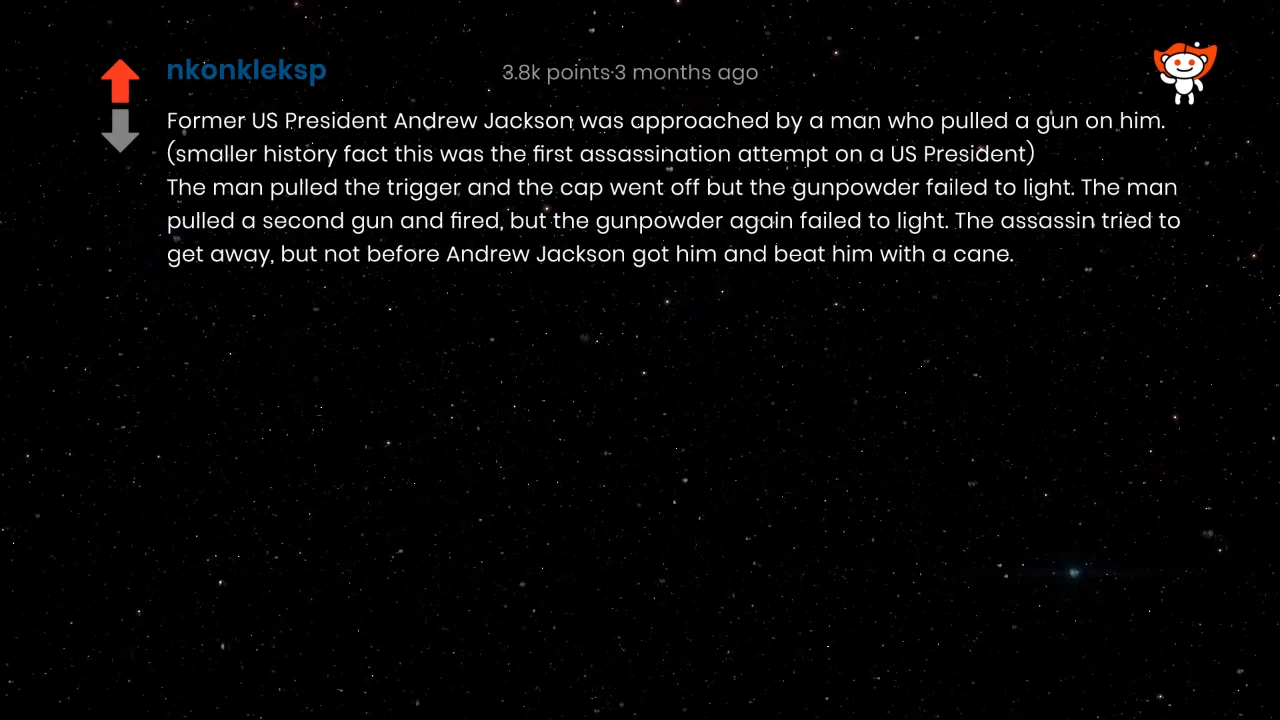 nkonkleksp 3.8k points·3 months ago
Former US President Andrew Jackson was approached by a man who pulled a gun on him.
(smaller history fact this was the first assassination attempt on a US President)
The man pulled the trigger and the cap went off but the gunpowder failed to light. The man
pulled a second gun and fired, but the gunpowder again failed to light. The assassin tried to
get away, but not before Andrew Jackson got him and beat him with a cane.